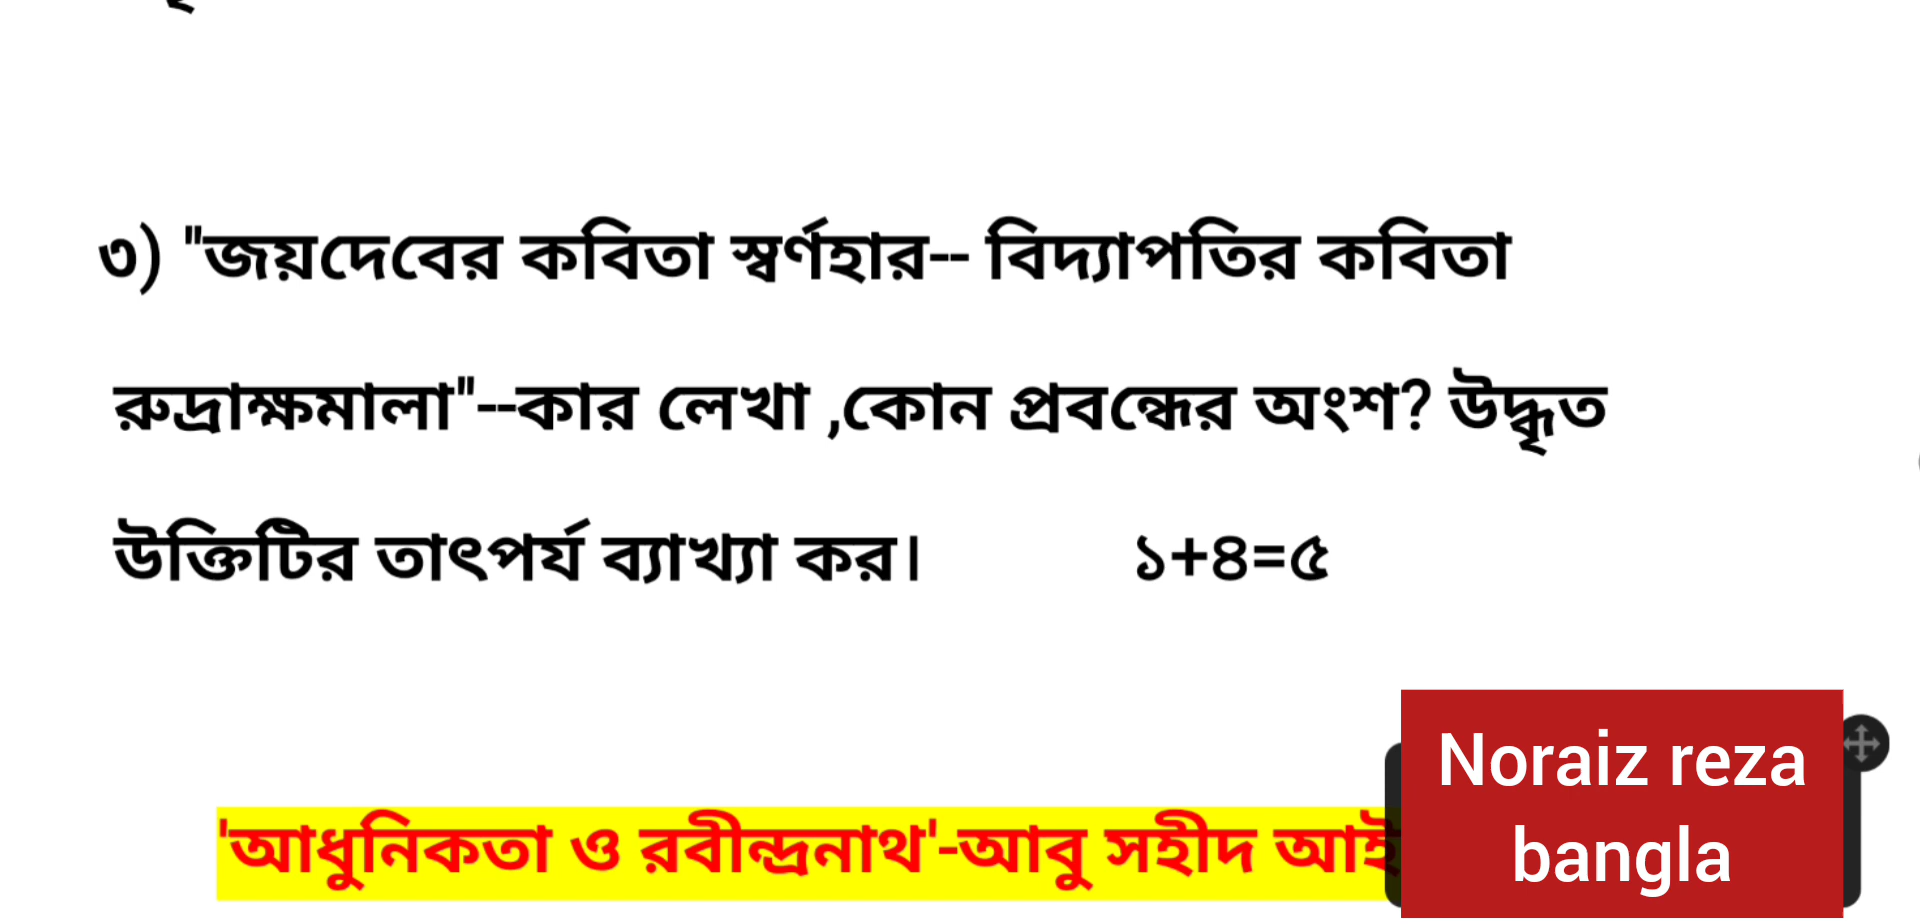 ৩) "জয়দেবের কবিতা স্বর্ণহার-- বিদ্যাপতির কবিতা
রুদ্রাক্ষমালা"--কার লেখা ,কোন প্রবন্ধের অংশ? উদ্ধৃত
উক্তিটির তাৎপর্য ব্যাখ্যা কর। ১+৪=৫
'আধুনিকতা ও রবীন্দ্রনাথ'-আবু সহীদ
Noraiz reza
bangla